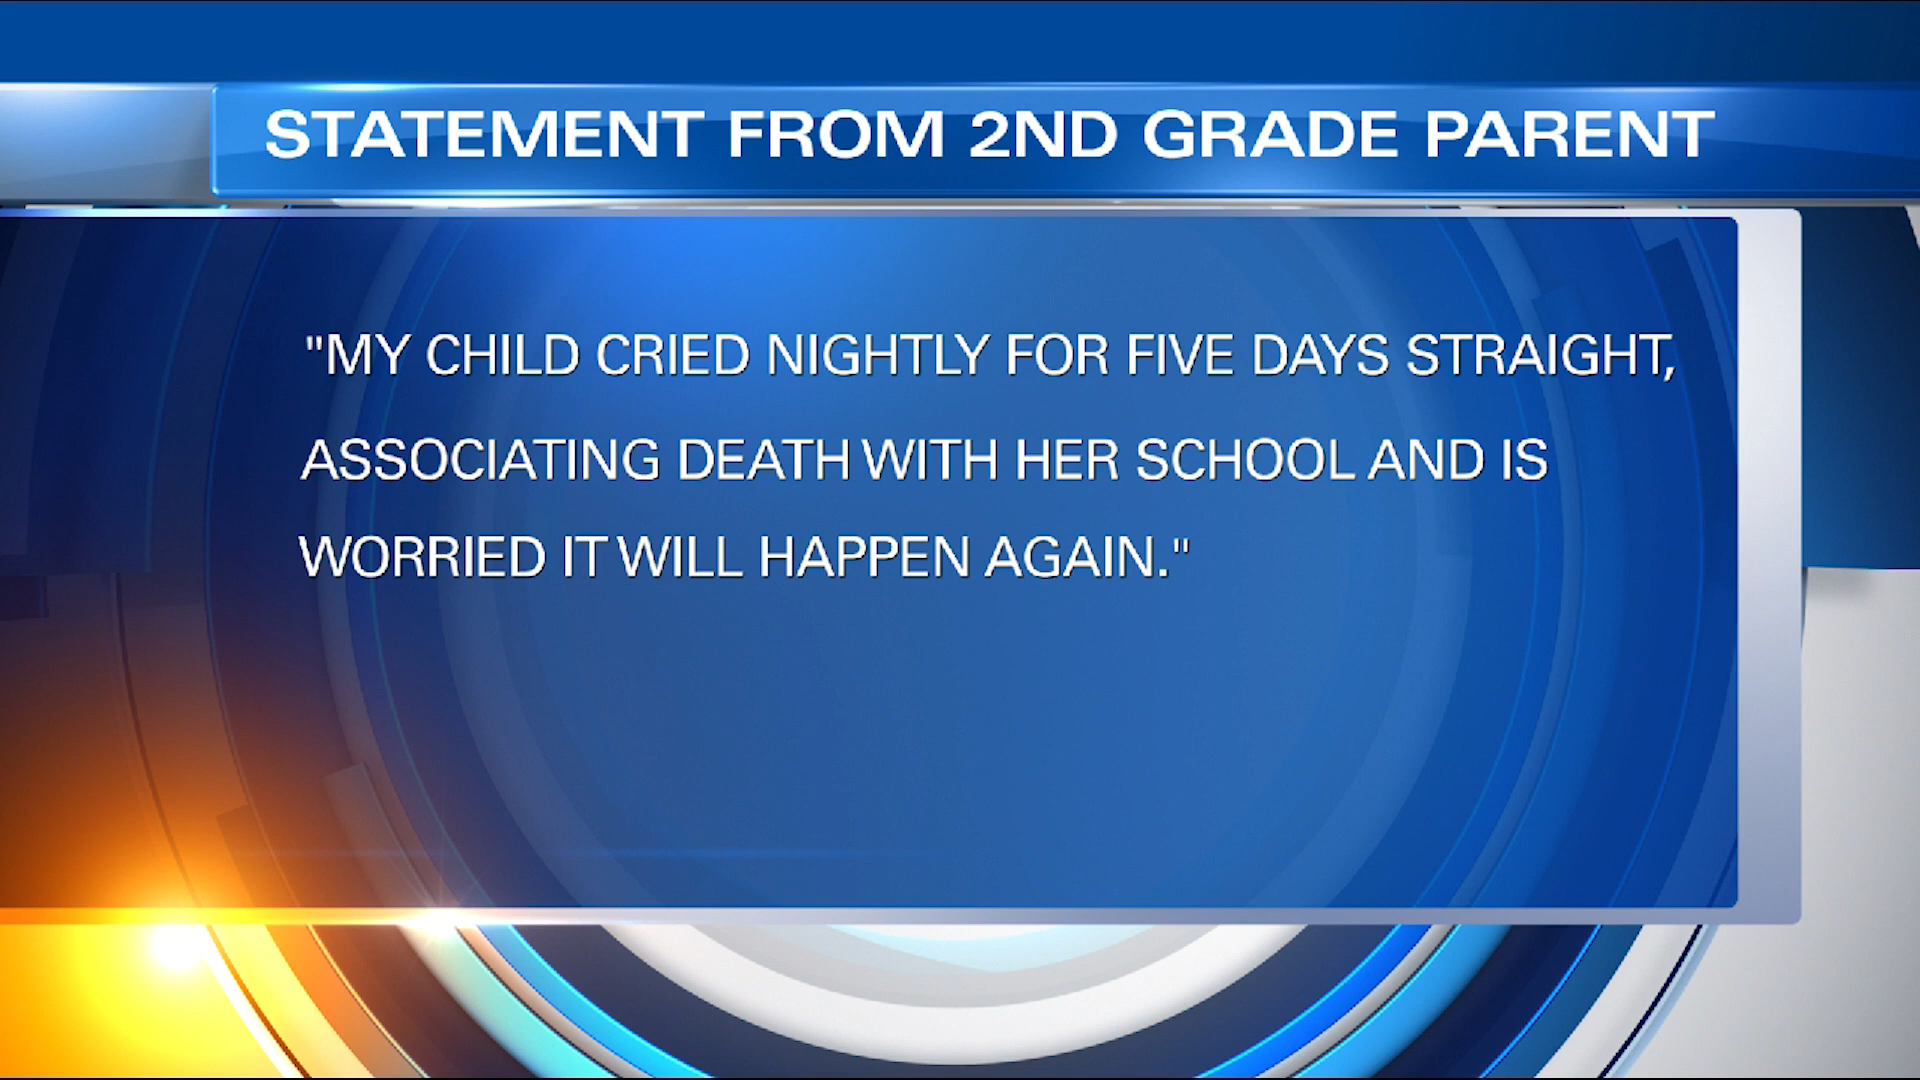 STATEMENT FROM 2ND GRADE PARENT
"MY CHILD CRIED NIGHTLY FOR FIVE DAYS STRAIGHT,
ASSOCIATING DEATH WITH HER SCHOOL AND IS
WORRIED IT WILL HAPPEN AGAIN."